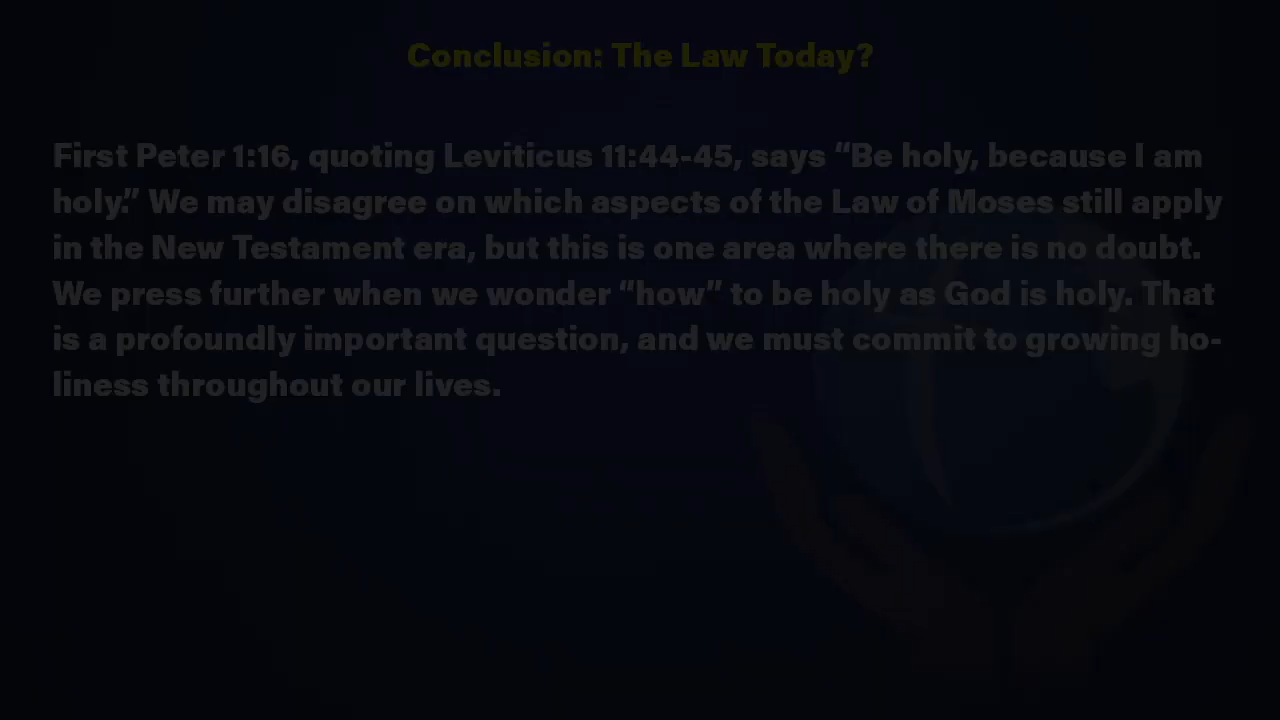 Conclusion: The Law Today?
First Peter 1:16, quoting Leviticus 11:44-45, says “Be holy, because I am
holy.” We may disagree on which aspects of the Law of Moses still apply
in the New Testament era, but this is one area where there is no doubt.
We press further when we wonder “how” to be holy as God is holy. That
is a profoundly important question, and we must commit to growing ho-
liness throughout our lives.